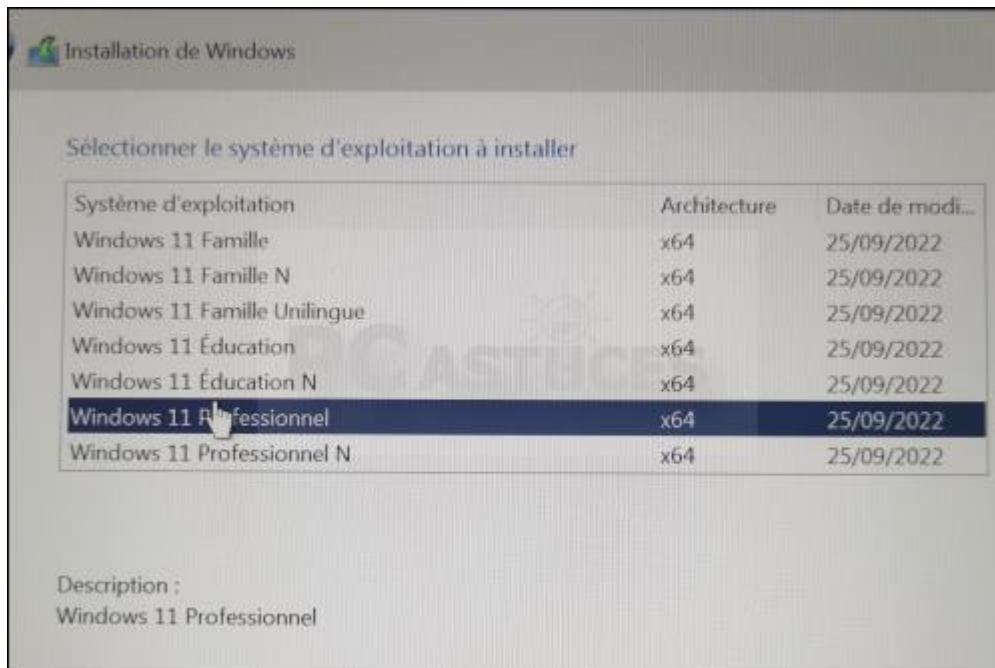 Installation de Windows
Sélectionner le système d'exploitation à installer
Système d'exploitation Architecture Date de modi...
Windows 11 Famille x64 25/09/2022
Windows 11 Famille N x64 25/09/2022
Windows 11 Famille Unilingue x64 25/09/2022
Windows 11 Éducation x64 25/09/2022
Windows 11 Éducation N x64 25/09/2022
Windows 11 Professionnel x64 25/09/2022
Windows 11 Professionnel N x64 25/09/2022
PC ASTUCES
Description :
Windows 11 Professionnel